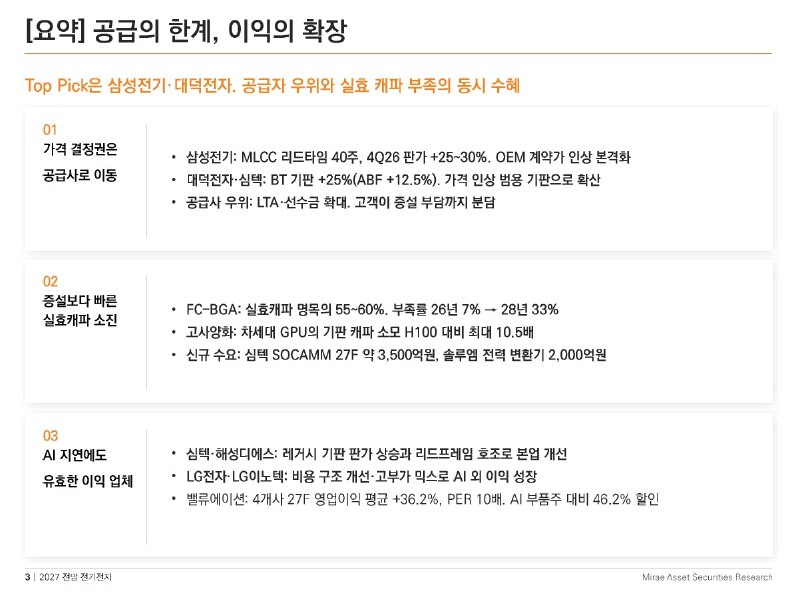 [요약] 공급의 한계, 이익의 확장
Top Pick은 삼성전기·대덕전자. 공급자 우위와 실효 캐파 부족의 동시 수혜
01
가격 결정권은
공급사로 이동
• 삼성전기: MLCC 리드타임 40주, 4Q26 판가 +25~30%. OEM 계약가 인상 본격화
• 대덕전자·심텍: BT 기판 +25%(ABF +12.5%). 가격 인상 범용 기판으로 확산
• 공급사 우위: LTA·선수금 확대. 고객이 증설 부담까지 분담
02
증설보다 빠른
실효캐파 소진
• FC-BGA: 실효캐파 명목의 55~60%. 부족률 26년 7% → 28년 33%
• 고사양화: 차세대 GPU의 기판 캐파 소모 H100 대비 최대 10.5배
• 신규 수요: 심텍 SOCAMM 27F 약 3,500억원, 솔루엠 전력 변환기 2,000억원
03
AI 지연에도
유효한 이익 업체
• 심텍·해성디에스: 레거시 기판 판가 상승과 리드프레임 호조로 본업 개선
• LG전자·LG이노텍: 비용 구조 개선·고부가 믹스로 AI 외 이익 성장
• 밸류에이션: 4개사 27F 영업이익 평균 +36.2%, PER 10배. AI 부품주 대비 46.2% 할인
3 | 2027 전망 전기전자
Mirae Asset Securities Research